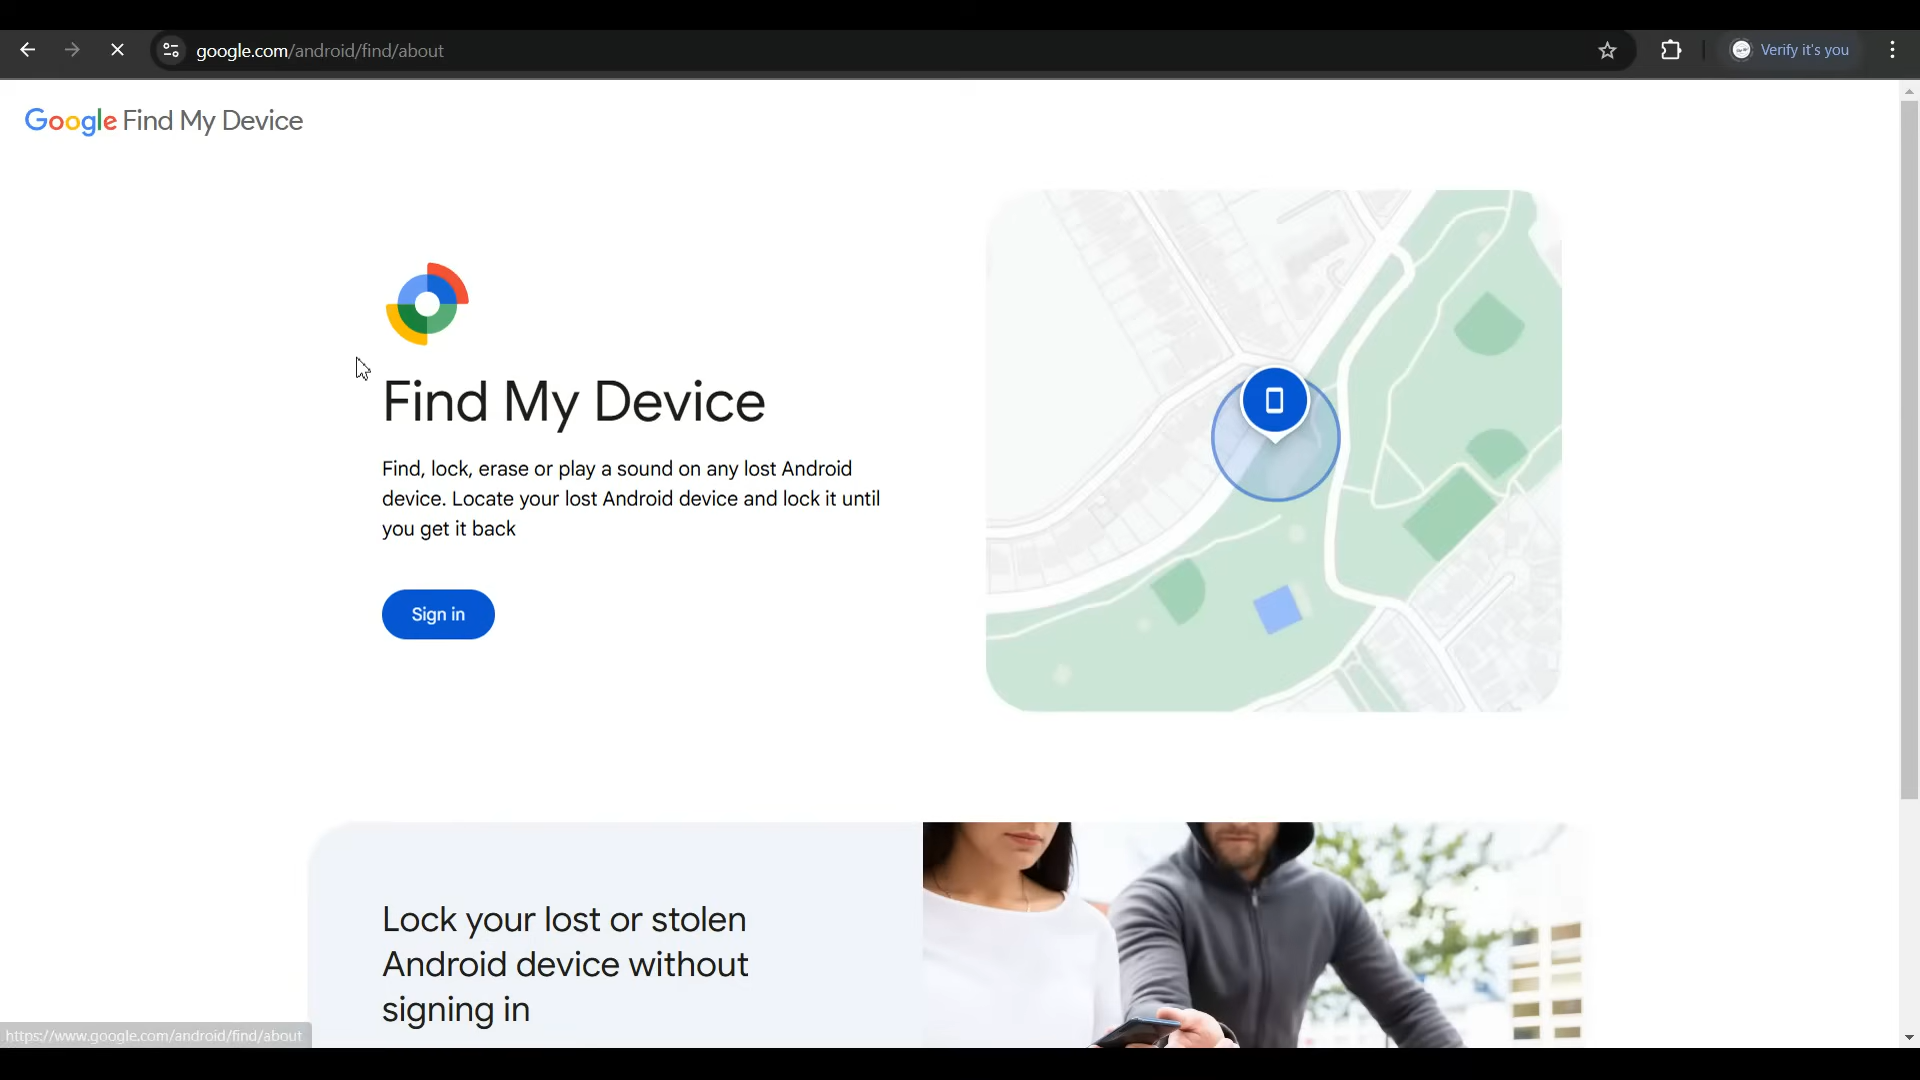 google.com/android/find/about
Verify it's you
Google Find My Device
Find My Device
Find, lock, erase or play a sound on any lost Android
device. Locate your lost Android device and lock it until
you get it back
Sign in
Lock your lost or stolen
Android device without
signing in
https://www.google.com/android/find/about